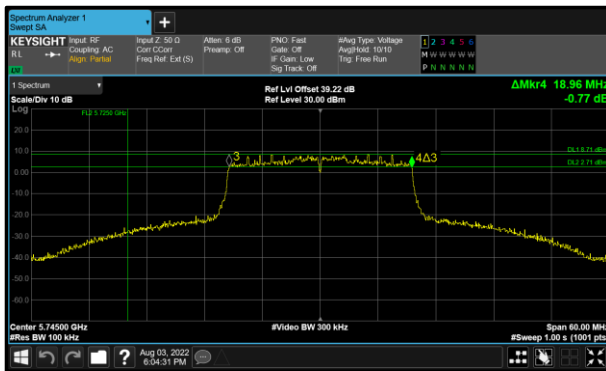 Spectrum Analyzer 1
Swept SA
KEYSIGHT
RL
Input: RF
Coupling: AC
Align: Partial
Input Z: 50 Ω
Corr CCorr
Freq Ref: Ext (S)
Atten: 6 dB
Preamp: Off
PNO: Fast
Gate: Off
IF Gain: Low
Sig Track: Off
#Avg Type: Voltage
Avg|Hold: 10/10
Trig: Free Run
1 2 3 4 5 6
M W W W W W
P N N N N N
1 Spectrum
Scale/Div 10 dB
Ref Lvl Offset 39.22 dB
Ref Level 30.00 dBm
ΔMkr4 18.96 MHz
-0.77 dB
Log
FL2 5.7250 GHz
20.0
10.0
0.00
-10.0
-20.0
-30.0
-40.0
-50.0
-60.0
3
4Δ3
DL1 8.71 dBm
DL2 2.71 dBm
Center 5.74500 GHz
#Res BW 100 kHz
#Video BW 300 kHz
Span 60.00 MHz
#Sweep 1.00 s (1001 pts)
?
Aug 03, 2022
6:04:31 PM